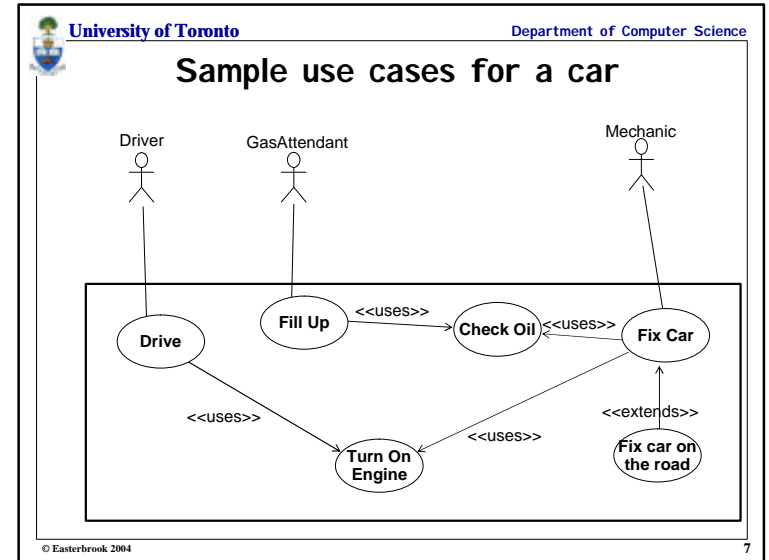 University of Toronto
Department of Computer Science
Sample use cases for a car
Driver
GasAttendant
Mechanic
Drive
Fill Up
<<uses>>
Check Oil
<<uses>>
Fix Car
<<uses>>
<<uses>>
<<extends>>
Turn On
Engine
Fix car on
the road
© Easterbrook 2004
7